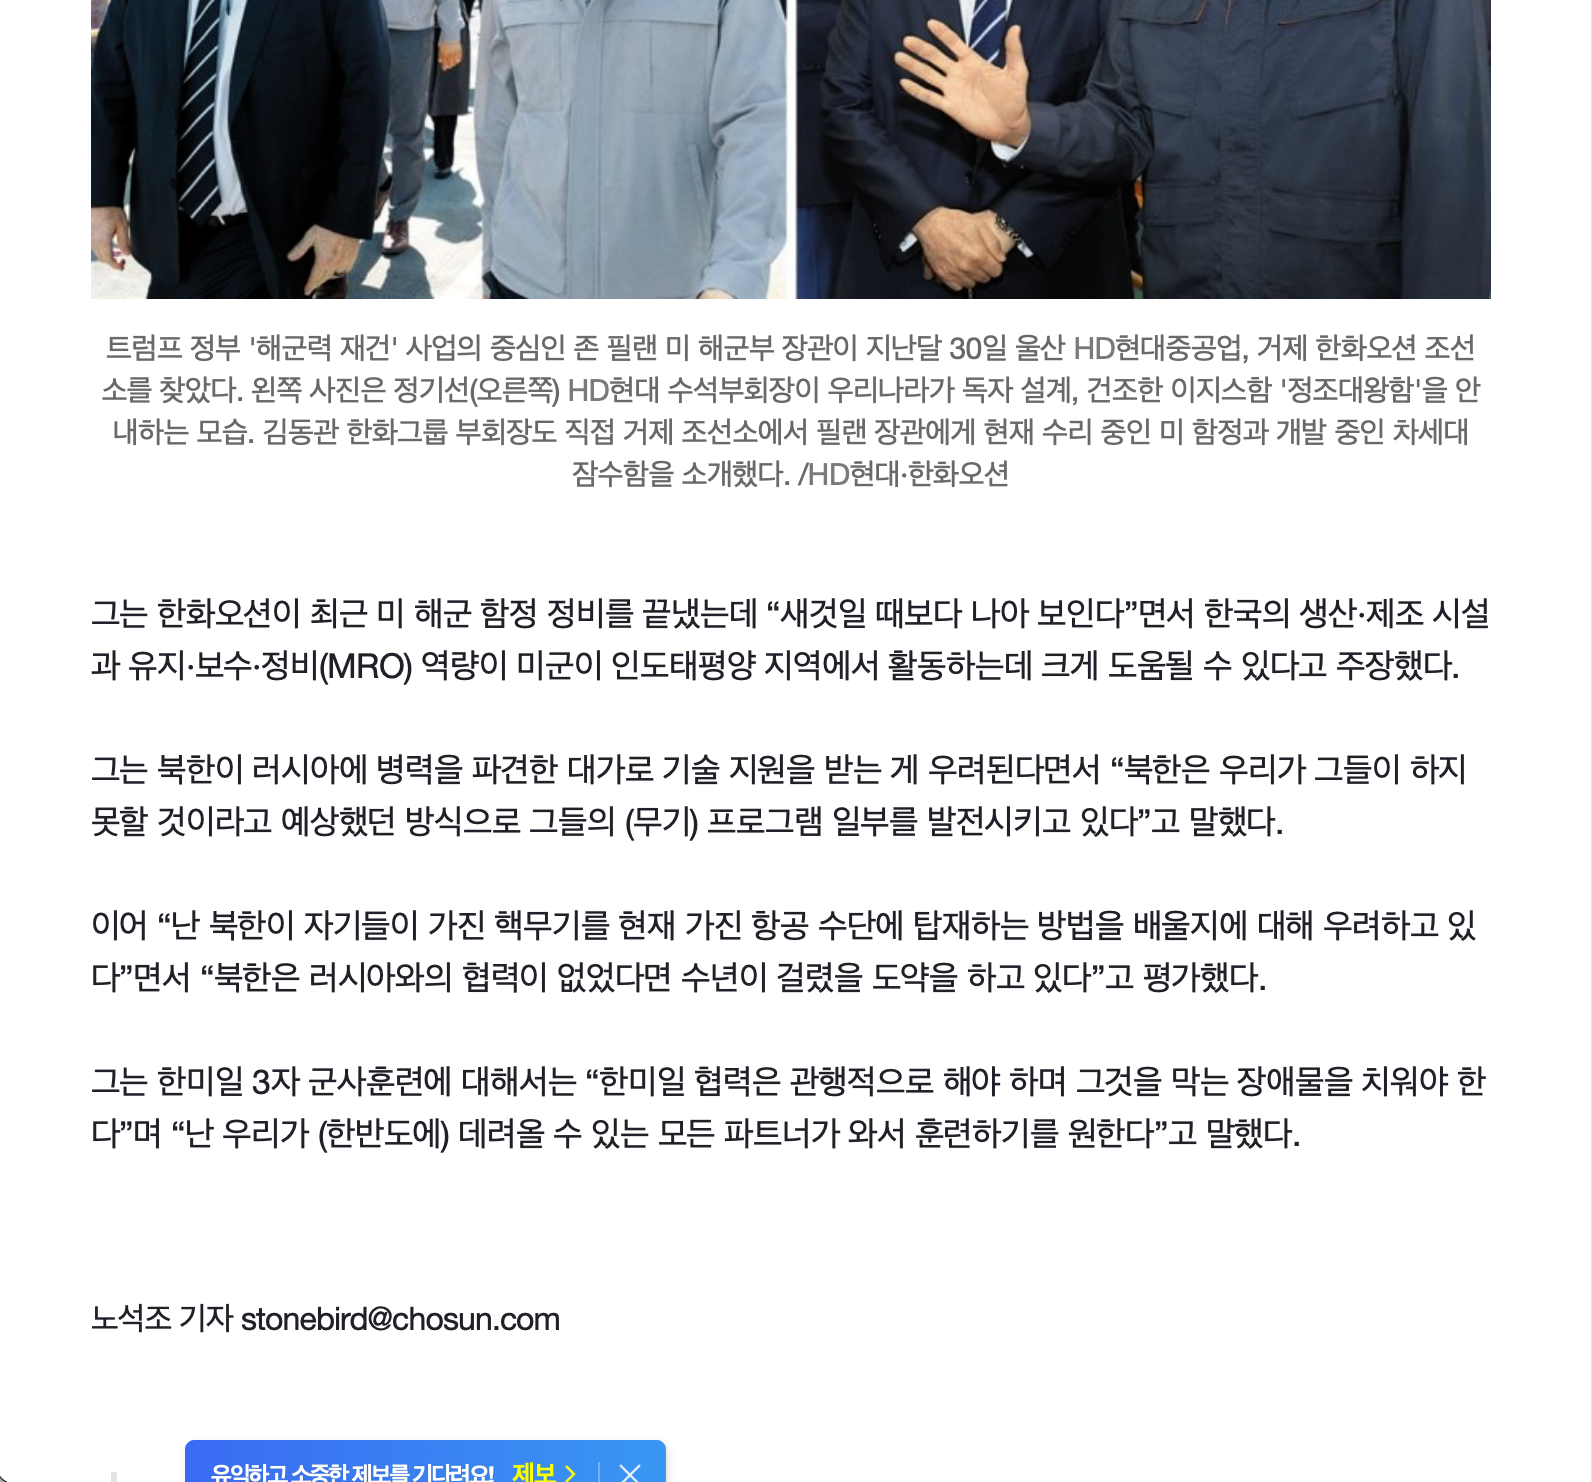 트럼프 정부 '해군력 재건' 사업의 중심인 존 필랜 미 해군부 장관이 지난달 30일 울산 HD현대중공업, 거제 한화오션 조선
소를 찾았다. 왼쪽 사진은 정기선(오른쪽) HD현대 수석부회장이 우리나라가 독자 설계, 건조한 이지스함 '정조대왕함'을 안
내하는 모습. 김동관 한화그룹 부회장도 직접 거제 조선소에서 필랜 장관에게 현재 수리 중인 미 함정과 개발 중인 차세대
잠수함을 소개했다. /HD현대·한화오션
그는 한화오션이 최근 미 해군 함정 정비를 끝냈는데 “새것일 때보다 나아 보인다”면서 한국의 생산·제조 시설
과 유지·보수·정비(MRO) 역량이 미군이 인도태평양 지역에서 활동하는데 크게 도움될 수 있다고 주장했다.
그는 북한이 러시아에 병력을 파견한 대가로 기술 지원을 받는 게 우려된다면서 “북한은 우리가 그들이 하지
못할 것이라고 예상했던 방식으로 그들의 (무기) 프로그램 일부를 발전시키고 있다”고 말했다.
이어 “난 북한이 자기들이 가진 핵무기를 현재 가진 항공 수단에 탑재하는 방법을 배울지에 대해 우려하고 있
다”면서 “북한은 러시아와의 협력이 없었다면 수년이 걸렸을 도약을 하고 있다”고 평가했다.
그는 한미일 3자 군사훈련에 대해서는 “한미일 협력은 관행적으로 해야 하며 그것을 막는 장애물을 치워야 한
다”며 “난 우리가 (한반도에) 데려올 수 있는 모든 파트너가 와서 훈련하기를 원한다”고 말했다.
노석조 기자 stonebird@chosun.com
유익하고 소중한 제보를 기다려요! 제보 >